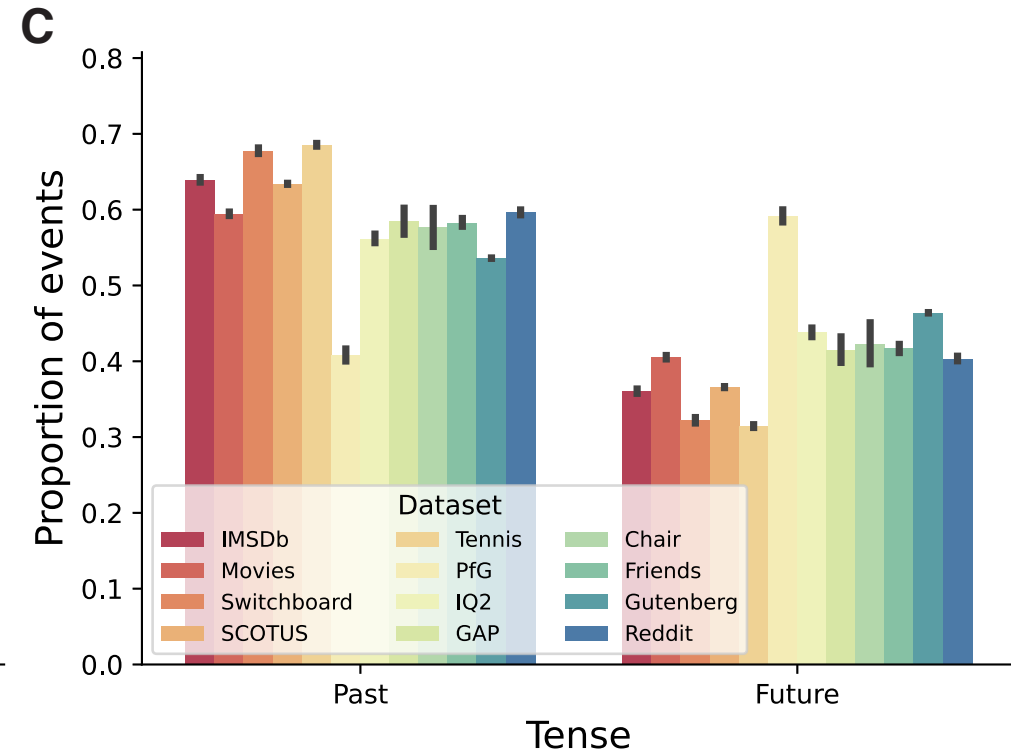 C
Proportion of events
0.8
0.7
0.6
0.5
0.4
0.3
0.2
0.1
0.0
Dataset
IMSDb
Movies
Switchboard
SCOTUS
Tennis
PfG
IQ2
GAP
Chair
Friends
Gutenberg
Reddit
Past
Future
Tense